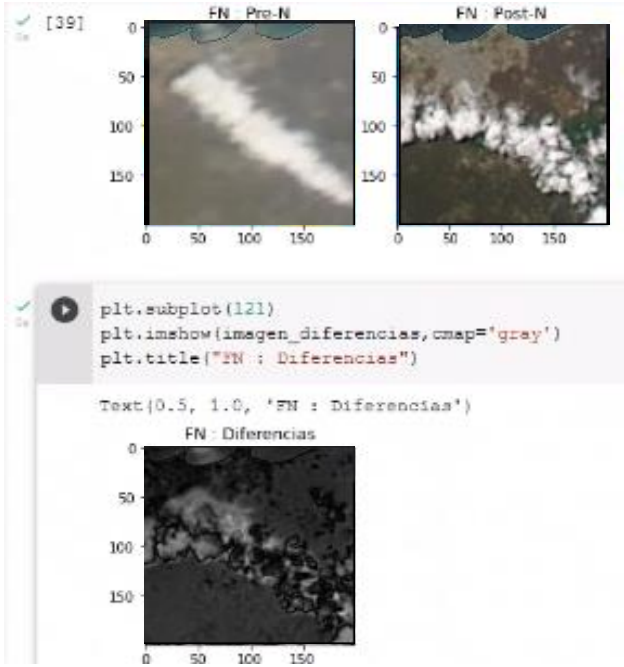 [39]
FN : Pre-N
FN : Post-N
0
50
100
150
0 50 100 150
0
50
100
150
0 50 100 150
plt.subplot(121)
plt.imshow(imagen_diferencias,cmap='gray')
plt.title("FN : Diferencias")
Text(0.5, 1.0, 'FN : Diferencias')
FN : Diferencias
0
50
100
150
0 50 100 150